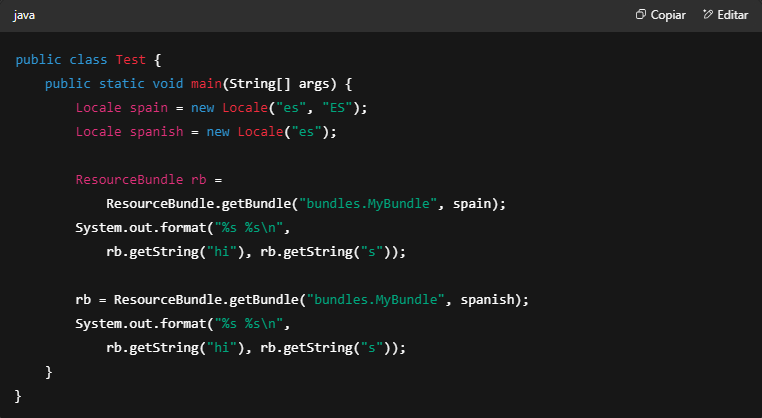 java
Copiar
Editar
public class Test {
    public static void main(String[] args) {
        Locale spain = new Locale("es", "ES");
        Locale spanish = new Locale("es");

        ResourceBundle rb =
            ResourceBundle.getBundle("bundles.MyBundle", spain);
        System.out.format("%s %s\n",
            rb.getString("hi"), rb.getString("s"));

        rb = ResourceBundle.getBundle("bundles.MyBundle", spanish);
        System.out.format("%s %s\n",
            rb.getString("hi"), rb.getString("s"));
    }
}